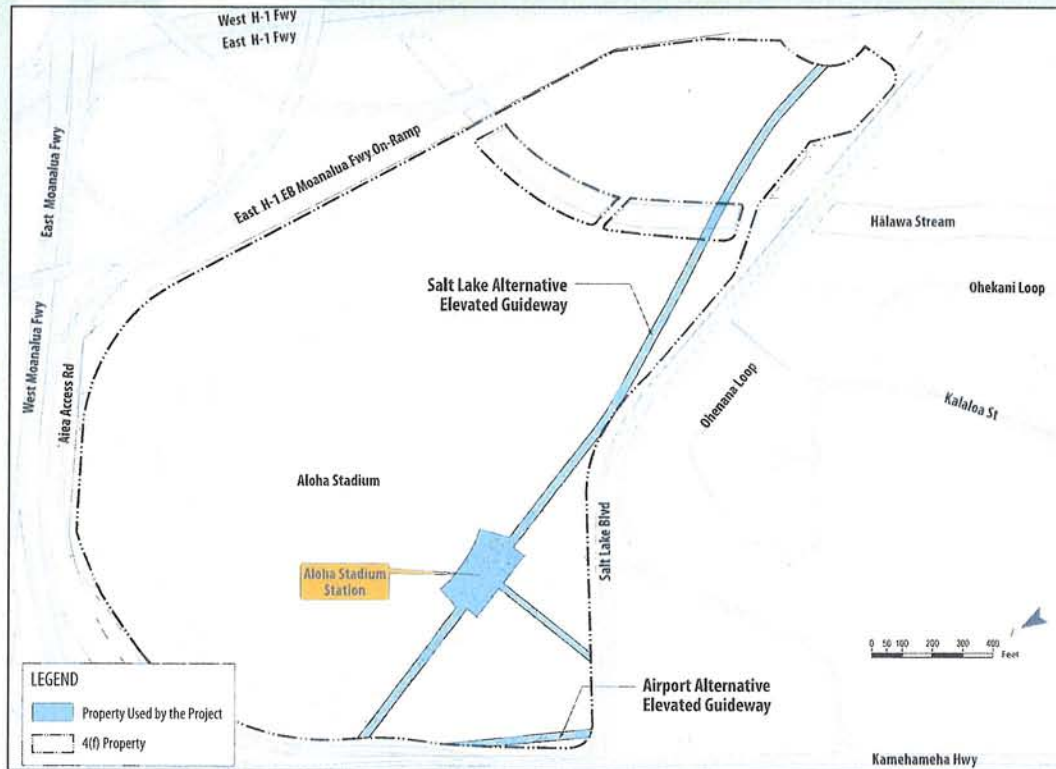 West H-1 Fwy
East H-1 Fwy
East Moanalua Fwy
East H-1 EB Moanalua Fwy On-Ramp
Hālawa Stream
Salt Lake Alternative
Elevated Guideway
Ohekani Loop
West Moanalua Fwy
Aiea Access Rd
Ohenana Loop
Kalaloa St
Aloha Stadium
Salt Lake Blvd
Aloha Stadium
Station
0 50 100 200 300 400
Feet
LEGEND
Property Used by the Project
4(f) Property
Airport Alternative
Elevated Guideway
Kamehameha Hwy